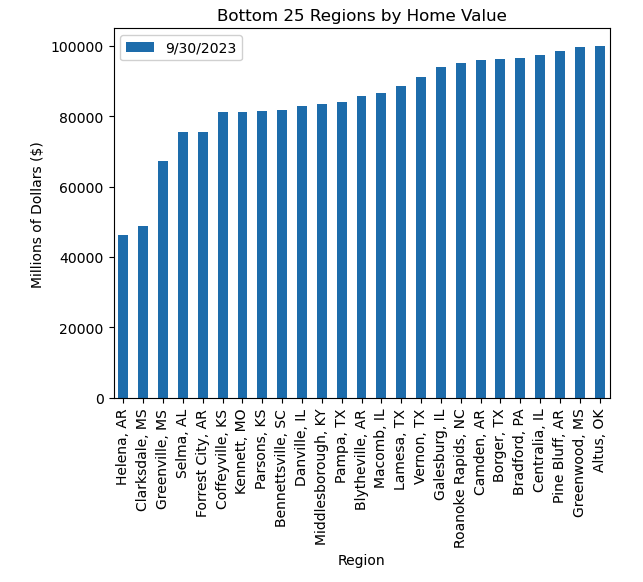 Bottom 25 Regions by Home Value
9/30/2023
Millions of Dollars ($)
100000
80000
60000
40000
20000
0
Helena, AR
Clarksdale, MS
Greenville, MS
Selma, AL
Forrest City, AR
Coffeyville, KS
Kennett, MO
Parsons, KS
Bennettsville, SC
Danville, IL
Middlesborough, KY
Pampa, TX
Blytheville, AR
Macomb, IL
Lamesa, TX
Vernon, TX
Galesburg, IL
Roanoke Rapids, NC
Camden, AR
Borger, TX
Bradford, PA
Centralia, IL
Pine Bluff, AR
Greenwood, MS
Altus, OK
Region